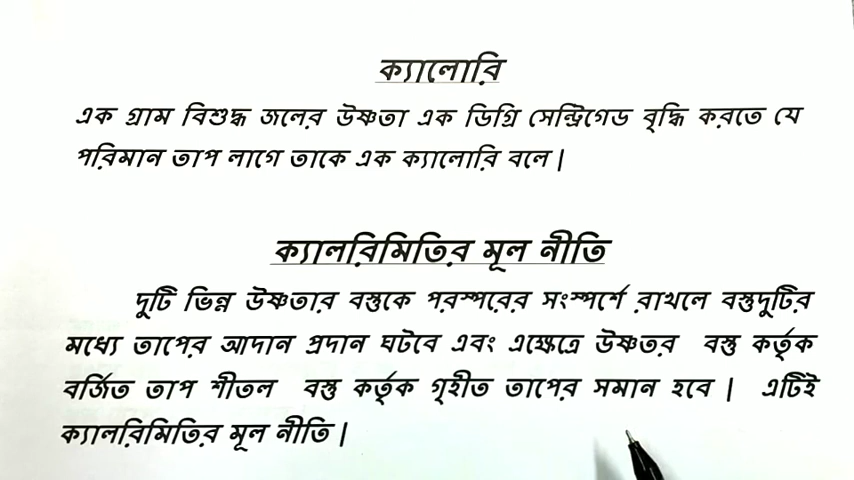 ক্যালোরি
এক গ্রাম বিশুদ্ধ জলের উষ্ণতা এক ডিগ্রি সেন্ট্রিগেড বৃদ্ধি করতে যে
পরিমান তাপ লাগে তাকে এক ক্যালোরি বলে |
ক্যালরিমিতির মূল নীতি
দুটি ভিন্ন উষ্ণতার বস্তুকে পরস্পরের সংস্পর্শে রাখলে বস্তুদুটির
মধ্যে তাপের আদান প্রদান ঘটবে এবং এক্ষেত্রে উষ্ণতর বস্তু কর্তৃক
বর্জিত তাপ শীতল বস্তু কর্তৃক গৃহীত তাপের সমান হবে | এটিই
ক্যালরিমিতির মূল নীতি |